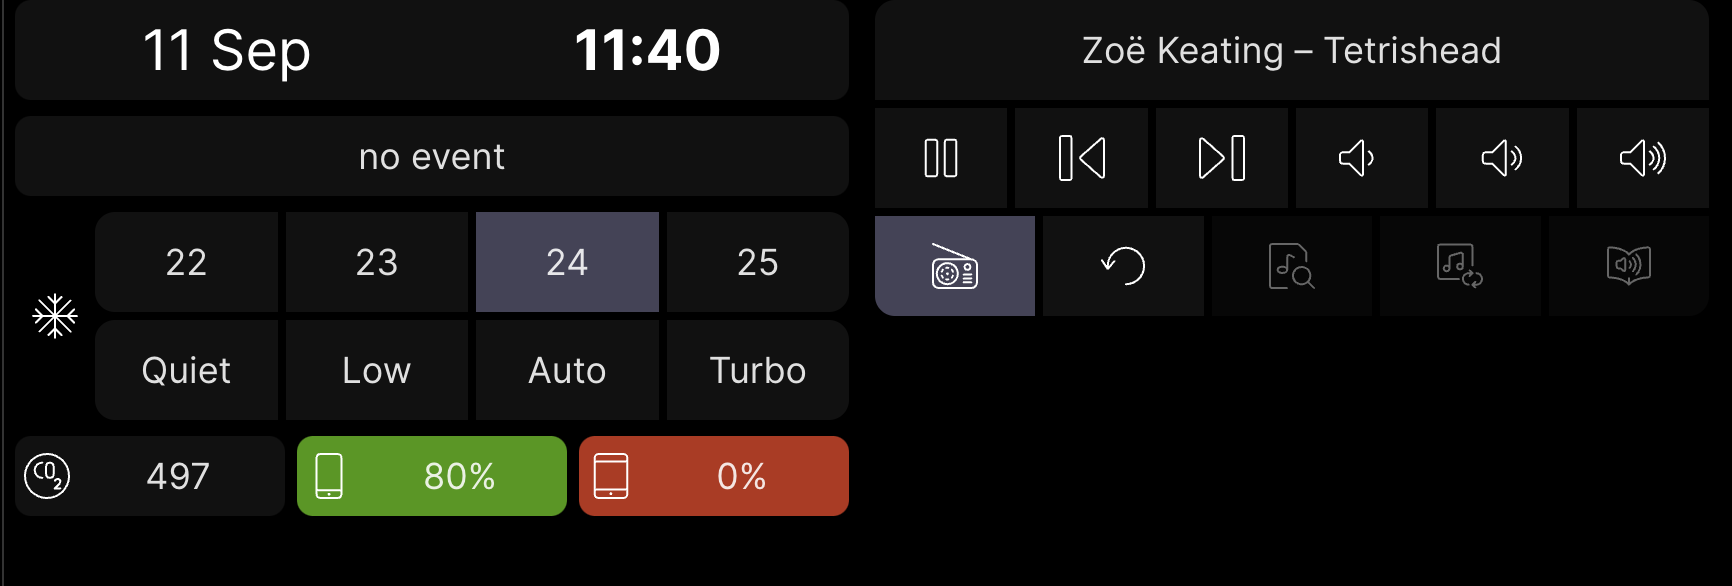 11 Sep 11:40
no event
22 23 24 25
Quiet Low Auto Turbo
CO2 497 80% 0%
Zoë Keating – Tetrishead